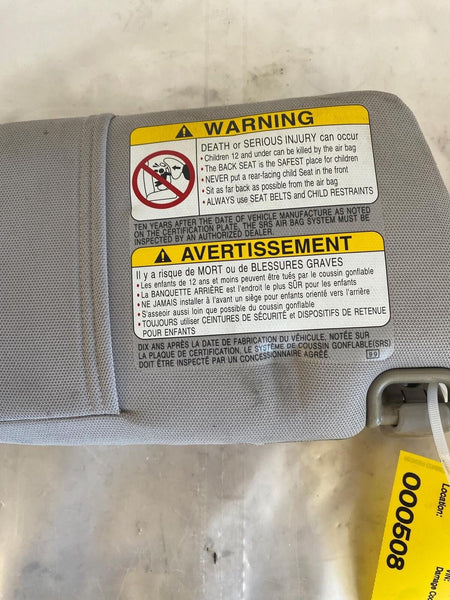 WARNING
DEATH or SERIOUS INJURY can occur
• Children 12 and under can be killed by the air bag
• The BACK SEAT is the SAFEST place for children
• NEVER put a rear-facing child Seat in the front
• Sit as far back as possible from the air bag
• ALWAYS use SEAT BELTS and CHILD RESTRAINTS
TEN YEARS AFTER THE DATE OF VEHICLE MANUFACTURE AS NOTED
ON THE CERTIFICATION PLATE, THE SRS AIR BAG SYSTEM MUST BE
INSPECTED BY AN AUTHORIZED DEALER.
AVERTISSEMENT
Il y a risque de MORT ou de BLESSURES GRAVES
• Les enfants de 12 ans et moins peuvent être tués par le coussin gonflable
• La BANQUETTE ARRIÈRE est l'endroit le plus SÛR pour les enfants
• NE JAMAIS installer à l'avant un siège pour enfants orienté vers l'arrière
• S'asseoir aussi loin que possible du coussin gonflable
• TOUJOURS utiliser CEINTURES DE SÉCURITÉ et DISPOSITIFS DE RETENUE
POUR ENFANTS
DIX ANS APRÈS LA DATE DE FABRICATION DU VÉHICULE, NOTÉE SUR
LA PLAQUE DE CERTIFICATION, LE SYSTÈME DE COUSSIN GONFLABLE(SRS)
DOIT ÊTRE INSPECTÉ PAR UN CONCESSIONNAIRE AGRÉÉ.
99
Location:
000508
VIN:
Damage